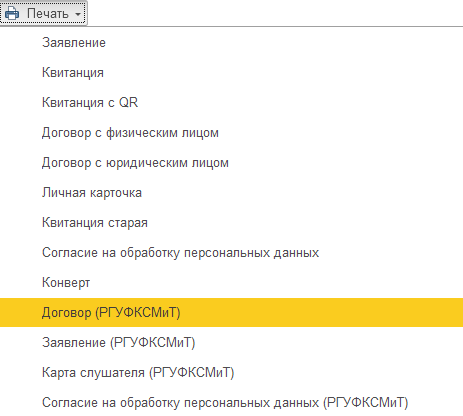 Печать
Заявление
Квитанция
Квитанция с QR
Договор с физическим лицом
Договор с юридическим лицом
Личная карточка
Квитанция старая
Согласие на обработку персональных данных
Конверт
Договор (РГУФКСМиТ)
Заявление (РГУФКСМиТ)
Карта слушателя (РГУФКСМиТ)
Согласие на обработку персональных данных (РГУФКСМиТ)